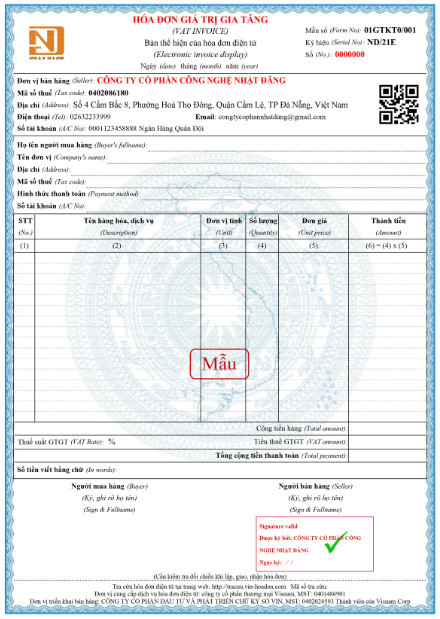 HÓA ĐƠN GIÁ TRỊ GIA TĂNG
(VAT INVOICE)
Bản thể hiện của hóa đơn điện tử
(Electronic invoice display)
Ngày (date) tháng (month) năm (year)
Mẫu số (Form No): 01GTKT0/001
Ký hiệu (Serial No): ND/21E
Số (No.): 0000000
Đơn vị bán hàng (Seller): CÔNG TY CỔ PHẦN CÔNG NGHỆ NHẬT ĐĂNG
Mã số thuế (Tax code): 0402086180
Địa chỉ (Address): Số 4 Cẩm Bắc 8, Phường Hoà Thọ Đông, Quận Cẩm Lệ, TP Đà Nẵng, Việt Nam
Điện thoại (Tel): 02632233999 Email: congtycophannhatdang@gmail.com
Số tài khoản (A/C No): 0001123458888 Ngân Hàng Quân Đội
Họ tên người mua hàng (Buyer's fullname):
Tên đơn vị (Company's name):
Địa chỉ (Address):
Mã số thuế (Tax code):
Hình thức thanh toán (Payment method)
Số tài khoản (A/C No):
STT Tên hàng hóa, dịch vụ Đơn vị tính Số lượng Đơn giá Thành tiền
(No.) (Description) (Unit) (Quantity) (Unit price) (Amount)
(1) (2) (3) (4) (5) (6) = (4) x (5)
Mẫu
Cộng tiền hàng (Total amount):
Thuế suất GTGT (VAT Rate): % Tiền thuế GTGT (VAT amount):
Tổng cộng tiền thanh toán (Total payment):
Số tiền viết bằng chữ (In words):
Người mua hàng (Buyer) Người bán hàng (Seller)
(Ký, ghi rõ họ tên) (Ký, ghi rõ họ tên)
(Sign & Fullname) (Sign & Fullname)
Signature valid
Được ký bởi: CÔNG TY CỔ PHẦN CÔNG
NGHỆ NHẬT ĐĂNG
Ngày ký: / /
(Cần kiểm tra đối chiếu khi lập, giao, nhận hóa đơn)
Tra cứu hóa đơn điện tử tại trang web: Mã số tra cứu:
Đơn vị cung cấp dịch vụ hóa đơn điện tử: công ty cổ phần thương mại Visnam, MST: 0401486901
Đơn vị triển khai bán hàng: CÔNG TY CỔ PHẦN ĐẦU TƯ VÀ PHÁT TRIỂN CHỮ KÝ SỐ VIN, MST: 0402024593 Thành viên của Visnam Corp